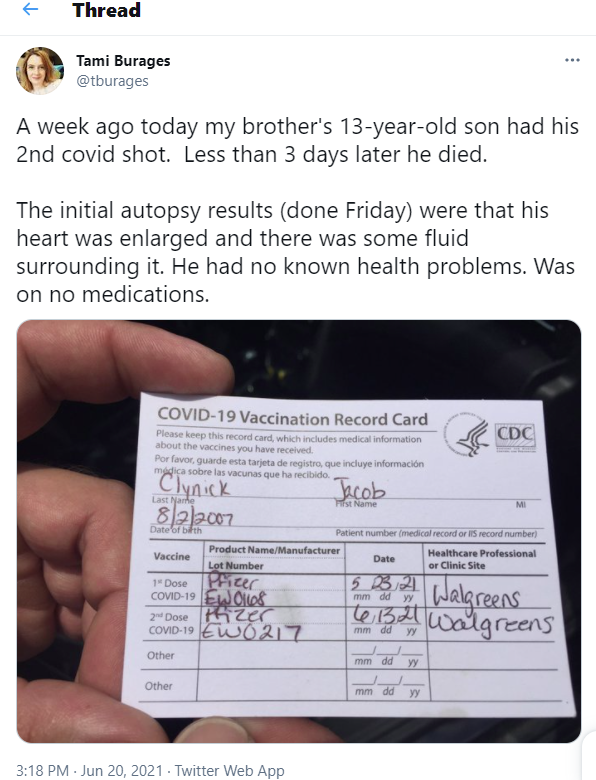 Thread
Tami Burages
@tburages
A week ago today my brother's 13-year-old son had his
2nd covid shot. Less than 3 days later he died.
The initial autopsy results (done Friday) were that his
heart was enlarged and there was some fluid
surrounding it. He had no known health problems. Was
on no medications.
COVID-19 Vaccination Record Card
Please keep this record card, which includes medical information
about the vaccines you have received.
Por favor, guarde esta tarjeta de registro, que incluye información
médica sobre las vacunas que ha recibido.
CDC
Clynick Jacob
Last Name First Name MI
8/2/2007
Date of birth Patient number (medical record or IIS record number)
Vaccine Product Name/Manufacturer Date Healthcare Professional
Lot Number or Clinic Site
1st Dose Pfizer 5 23 21 Walgreens
COVID-19 EW0168 mm dd yy
2nd Dose Pfizer 6,13,21 Walgreens
COVID-19 EW0217 mm dd yy
Other / /
mm dd yy
Other / /
mm dd yy
3:18 PM · Jun 20, 2021 · Twitter Web App